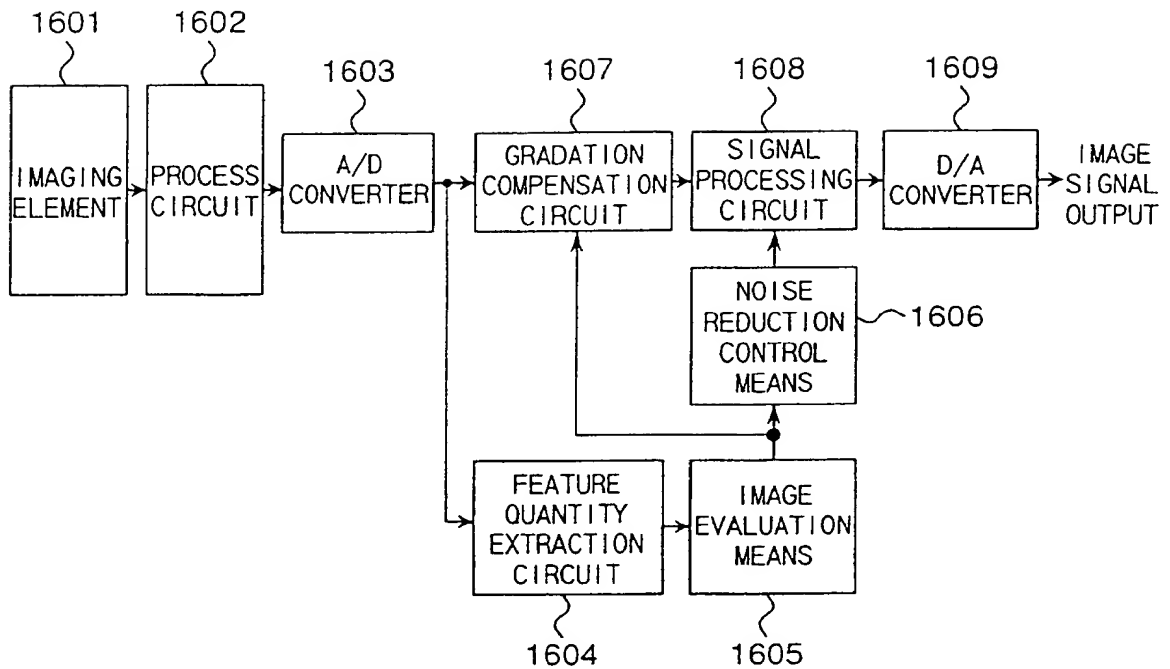 1601
1602
1603
1607
1608
1609
IMAGING
ELEMENT
PROCESS
CIRCUIT
A/D
CONVERTER
GRADATION
COMPENSATION
CIRCUIT
SIGNAL
PROCESSING
CIRCUIT
D/A
CONVERTER
IMAGE
SIGNAL
OUTPUT
NOISE
REDUCTION
CONTROL
MEANS
1606
FEATURE
QUANTITY
EXTRACTION
CIRCUIT
IMAGE
EVALUATION
MEANS
1604
1605